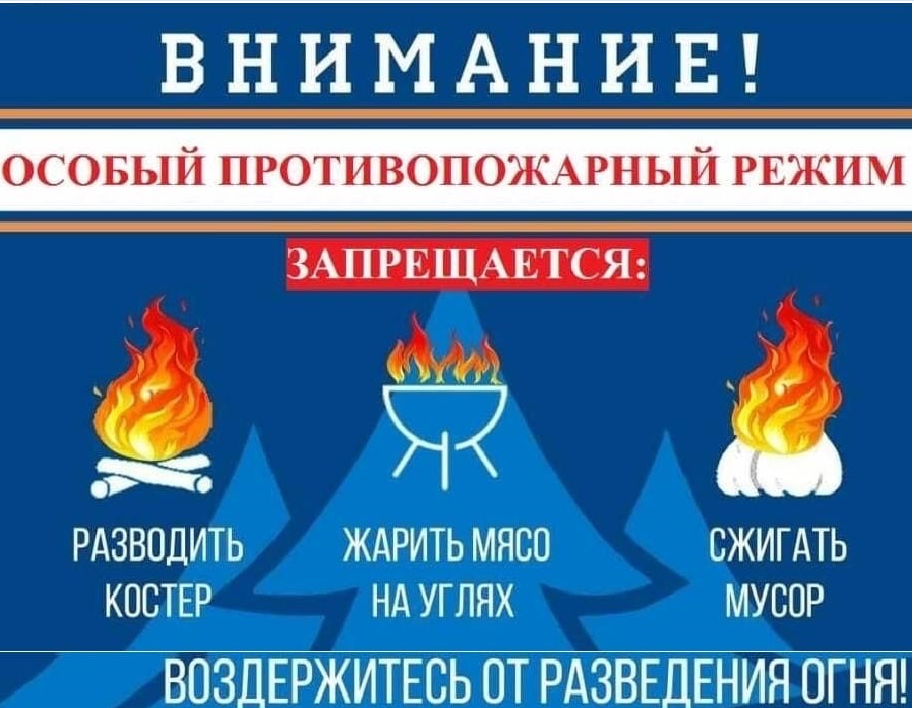 ВНИМАНИЕ!
ОСОБЫЙ ПРОТИВОПОЖАРНЫЙ РЕЖИМ
ЗАПРЕЩАЕТСЯ:
РАЗВОДИТЬ
КОСТЕР
ЖАРИТЬ МЯСО
НА УГЛЯХ
СЖИГАТЬ
МУСОР
ВОЗДЕРЖИТЕСЬ ОТ РАЗВЕДЕНИЯ ОГНЯ!